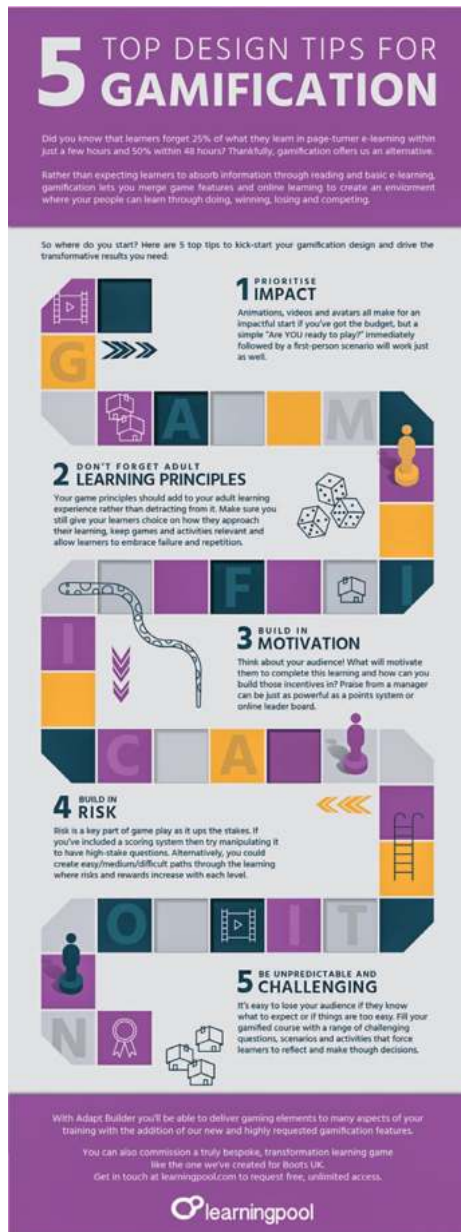 5 TOP DESIGN TIPS FOR
GAMIFICATION
Did you know that learners forget 25% of what they learn in page-turner e-learning within
just a few hours and 50% within 48 hours? Thankfully, gamification offers us an alternative.
Rather than expecting learners to absorb information through reading and basic e-learning,
gamification lets you merge game features and online learning to create an enviorment
where your people can learn through doing, winning, losing and competing.
So where do you start? Here are 5 top tips to kick-start your gamification design and drive the
transformative results you need:
1 PRIORITISE
IMPACT
Animations, videos and avatars all make for an
impactful start if you've got the budget, but a
simple "Are YOU ready to play?" immediately
followed by a first-person scenario will work just
as well.
G
A M
2 DON'T FORGET ADULT
LEARNING PRINCIPLES
Your game principles should add to your adult learning
experience rather than detracting from it. Make sure you
still give your learners choice on how they approach
their learning, keep games and activities relevant and
allow learners to embrace failure and repetition.
I
F
I
3 BUILD IN
MOTIVATION
Think about your audience! What will motivate
them to complete this learning and how can you
build those incentives in? Praise from a manager
can be just as powerful as a points system or
online leader board.
C A
4 BUILD IN
RISK
Risk is a key part of game play as it ups the stakes. If
you've included a scoring system then try manipulating it
to have high-stake questions. Alternatively, you could
create easy/medium/difficult paths through the learning
where risks and rewards increase with each level.
O I T
N
5 BE UNPREDICTABLE AND
CHALLENGING
It's easy to lose your audience if they know
what to expect or if things are too easy. Fill your
gamified course with a range of challenging
questions, scenarios and activities that force
learners to reflect and make though decisions.
With Adapt Builder you'll be able to deliver gaming elements to many aspects of your
training with the addition of our new and highly requested gamification features.
You can also commission a truly bespoke, transformation learning game
like the one we've created for Boots UK.
Get in touch at learningpool.com to request free, unlimited access.
learningpool